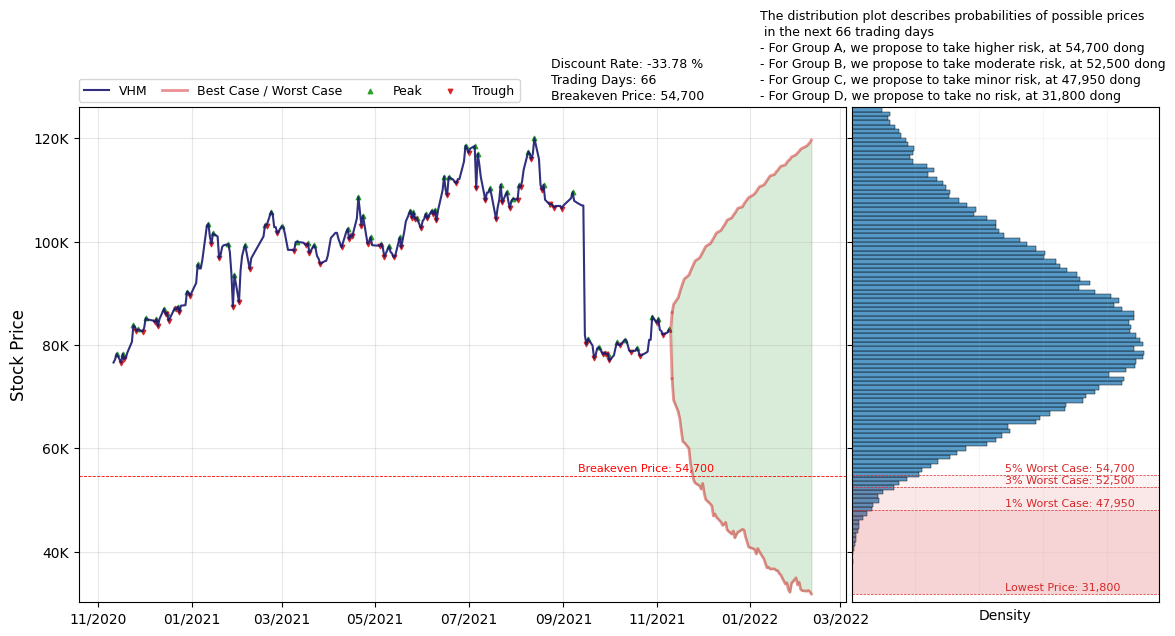 The distribution plot describes probabilities of possible prices
in the next 66 trading days
- For Group A, we propose to take higher risk, at 54,700 dong
- For Group B, we propose to take moderate risk, at 52,500 dong
- For Group C, we propose to take minor risk, at 47,950 dong
- For Group D, we propose to take no risk, at 31,800 dong
Discount Rate: -33.78 %
Trading Days: 66
Breakeven Price: 54,700
VHM Best Case / Worst Case Peak Trough
Stock Price
120K
100K
80K
60K
40K
Breakeven Price: 54,700
11/2020 01/2021 03/2021 05/2021 07/2021 09/2021 11/2021 01/2022 03/2022
5% Worst Case: 54,700
3% Worst Case: 52,500
1% Worst Case: 47,950
Lowest Price: 31,800
Density